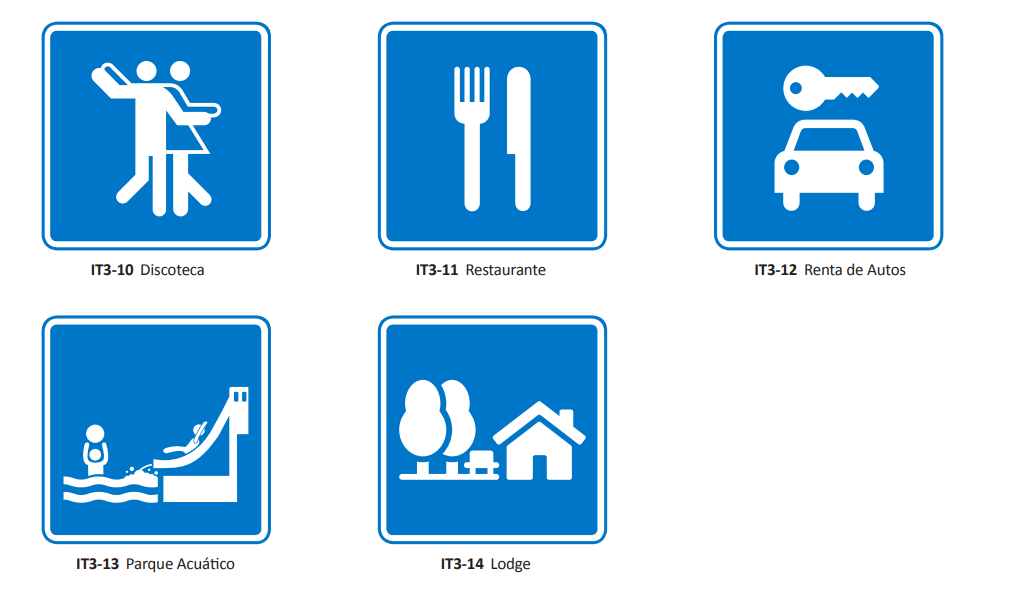 IT3-10 Discoteca
IT3-11 Restaurante
IT3-12 Renta de Autos
IT3-13 Parque Acuático
IT3-14 Lodge